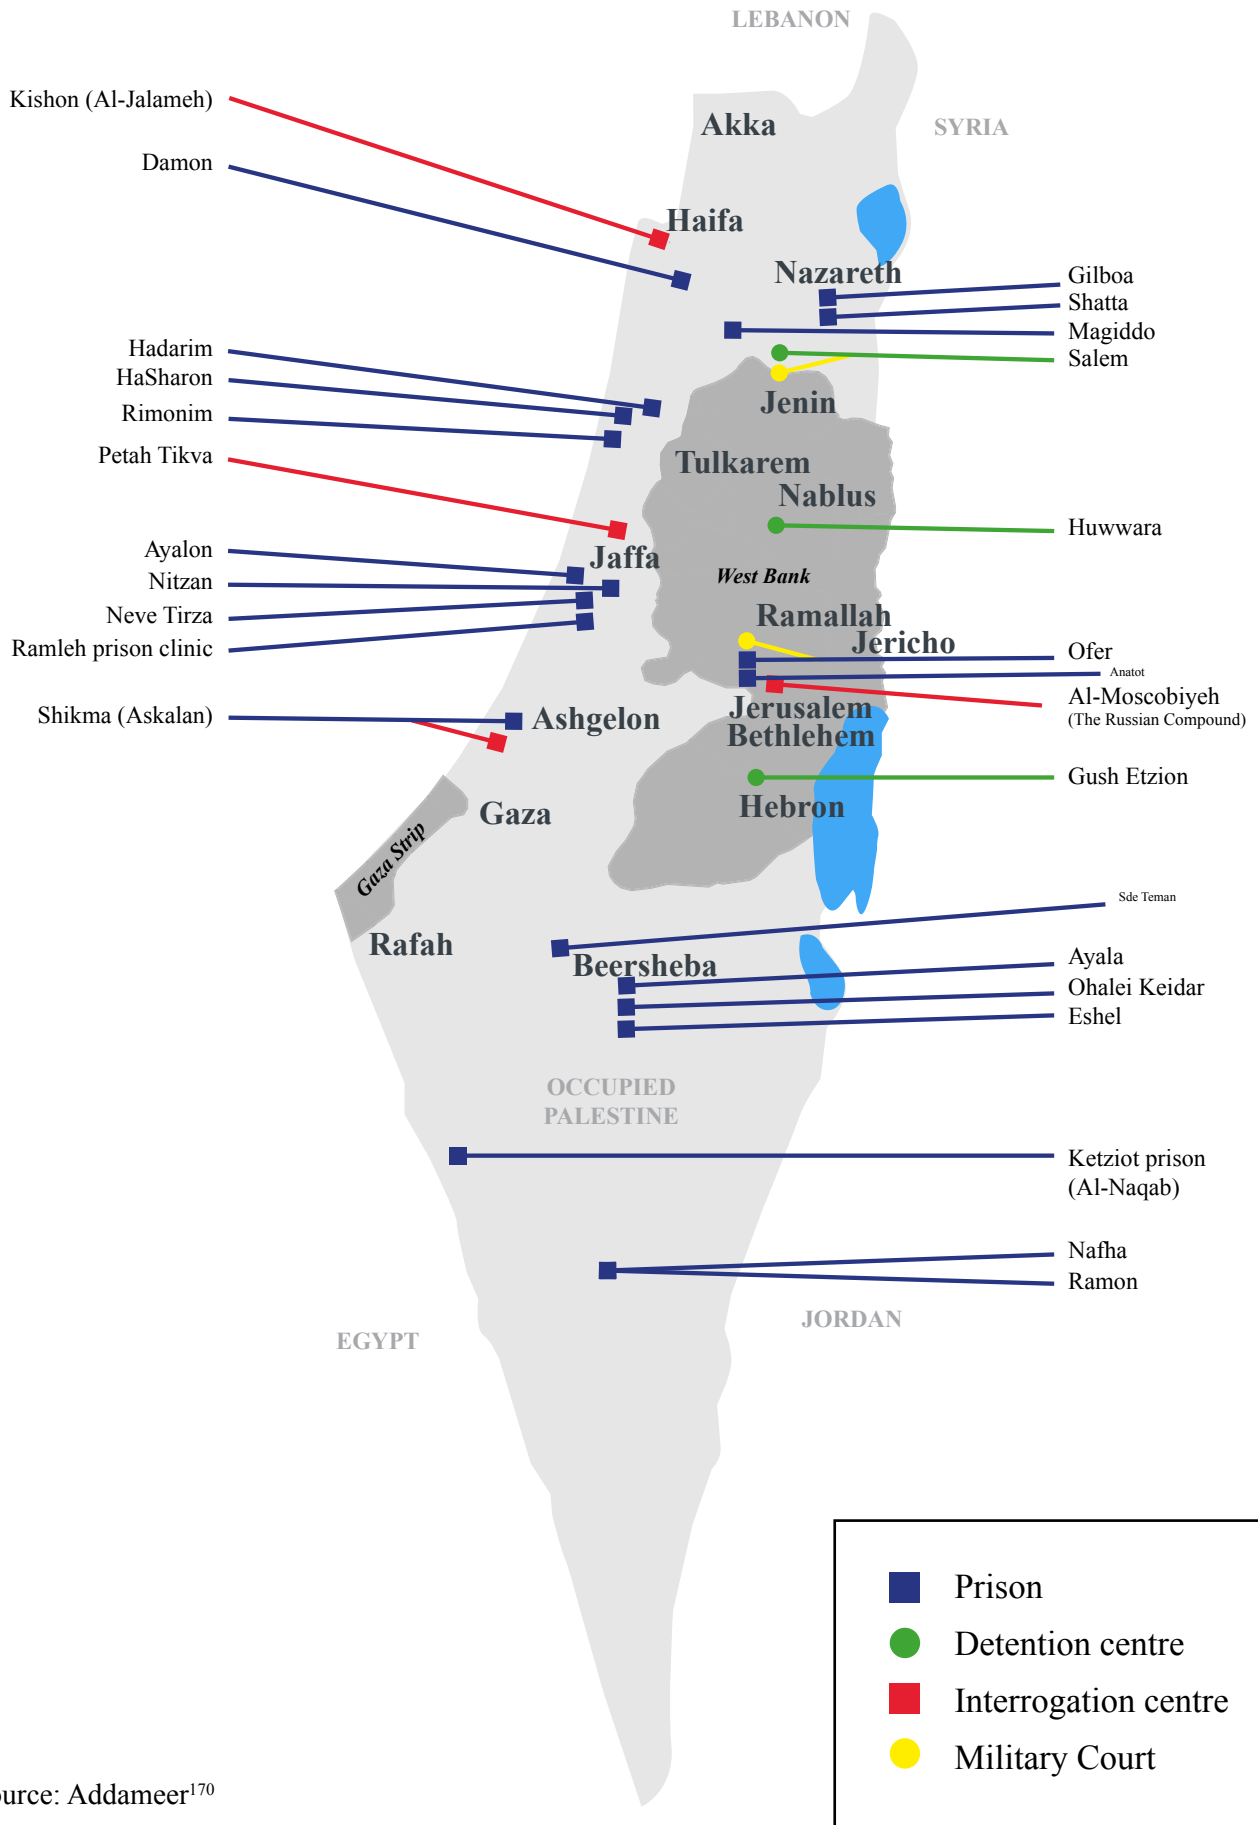 LEBANON
Kishon (Al-Jalameh)
Akka
SYRIA
Damon
Haifa
Nazareth
Gilboa
Shatta
Magiddo
Salem
Hadarim
HaSharon
Rimonim
Petah Tikva
Jenin
Tulkarem
Nablus
Huwwara
Ayalon
Nitzan
Neve Tirza
Ramleh prison clinic
Jaffa
West Bank
Ramallah
Jericho
Ofer
Anatot
Al-Moscobiyeh
(The Russian Compound)
Shikma (Askalan)
Ashgelon
Jerusalem
Bethlehem
Gush Etzion
Gaza
Hebron
Gaza Strip
Sde Teman
Rafah
Beersheba
Ayala
Ohalei Keidar
Eshel
OCCUPIED
PALESTINE
Ketziot prison
(Al-Naqab)
Nafha
Ramon
JORDAN
EGYPT
Prison
Detention centre
Interrogation centre
Military Court
ource: Addameer170